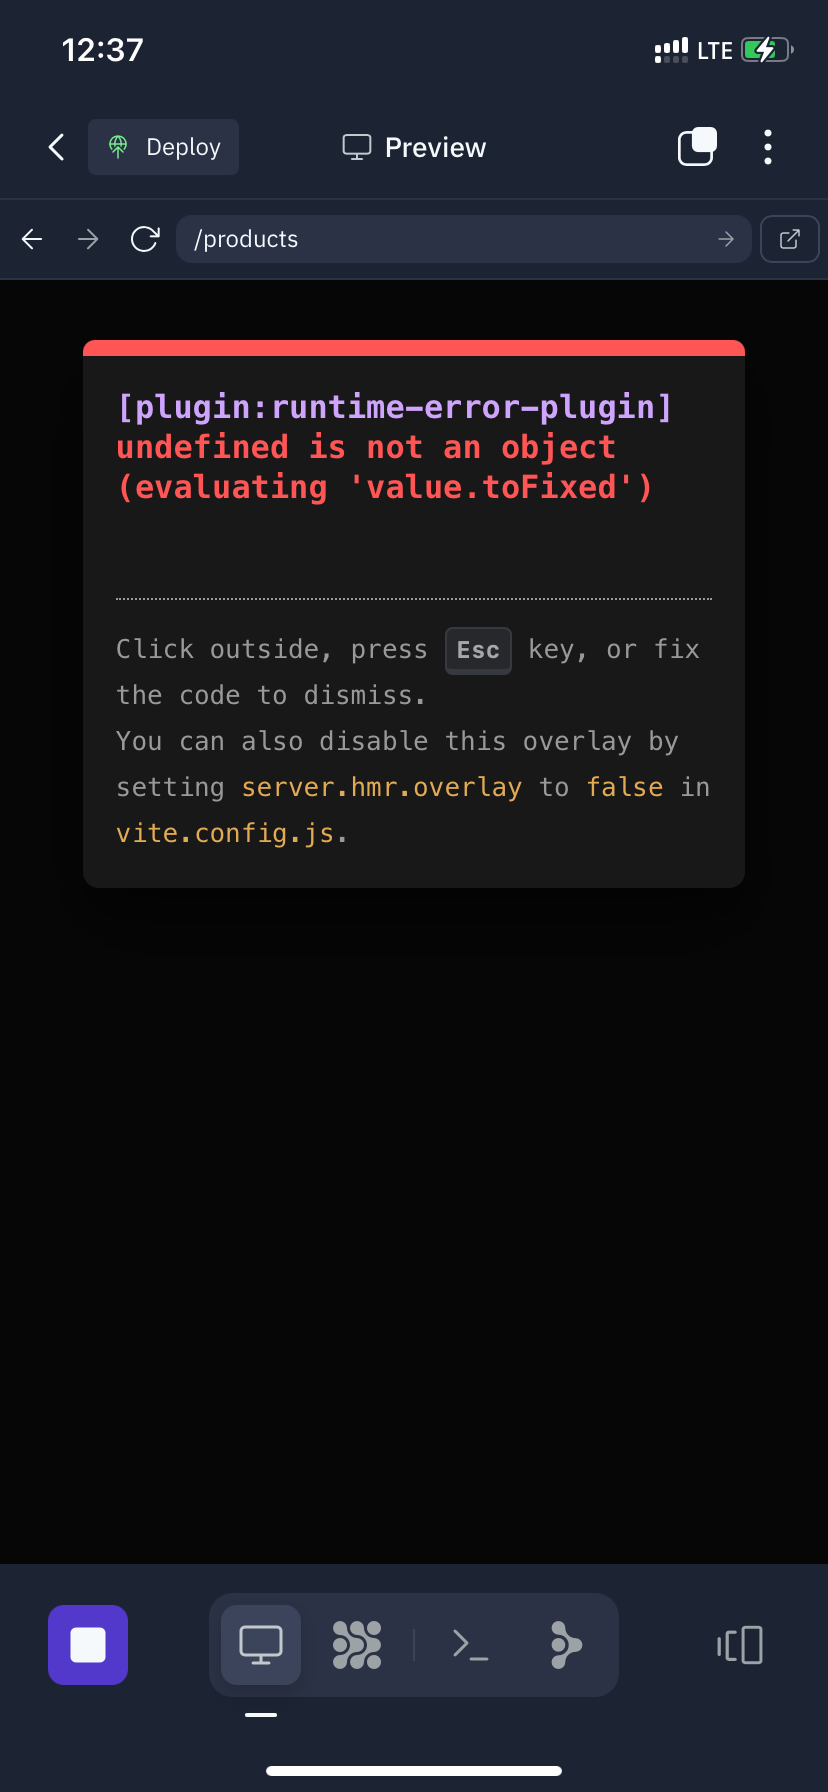 12:37
LTE
Deploy
Preview
/products
[plugin:runtime-error-plugin]
undefined is not an object
(evaluating 'value.toFixed')
Click outside, press Esc key, or fix
the code to dismiss.
You can also disable this overlay by
setting server.hmr.overlay to false in
vite.config.js.